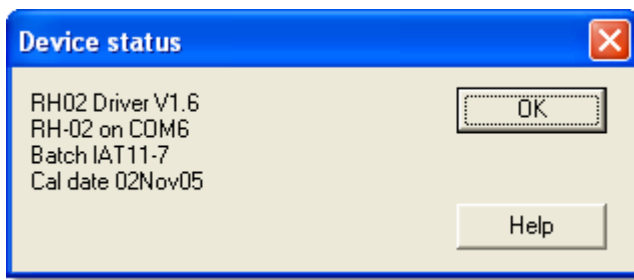 Device status
RH02 Driver V1.6
RH-02 on COM6
Batch IAT11-7
Cal date 02Nov05
OK
Help